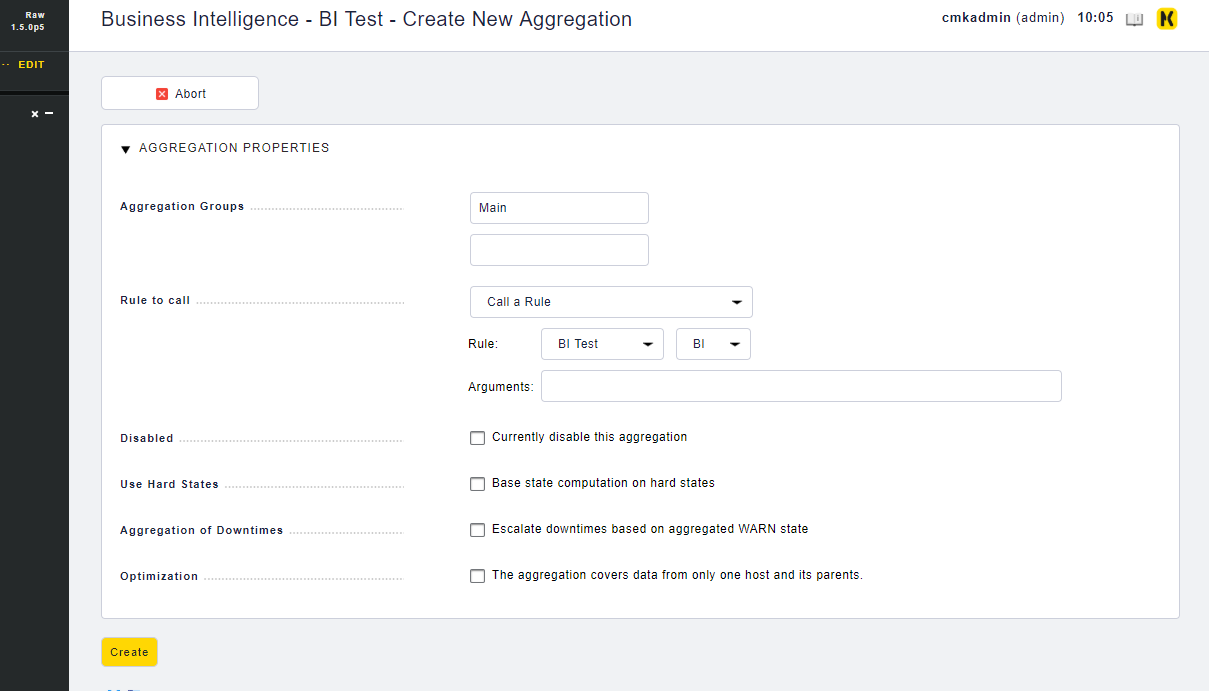 Raw
1.5.0p5
EDIT
Business Intelligence - BI Test - Create New Aggregation
cmkadmin (admin) 10:05
Abort
AGGREGATION PROPERTIES
Aggregation Groups
Main
Rule to call
Call a Rule
Rule: BI Test BI
Arguments:
Disabled
Currently disable this aggregation
Use Hard States
Base state computation on hard states
Aggregation of Downtimes
Escalate downtimes based on aggregated WARN state
Optimization
The aggregation covers data from only one host and its parents.
Create